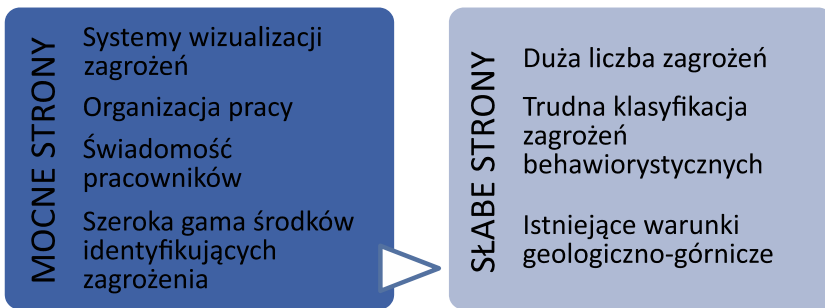 MOCNE STRONY
Systemy wizualizacji
zagrożeń
Organizacja pracy
Świadomość
pracowników
Szeroka gama środków
identyfikujących
zagrożenia
SŁABE STRONY
Duża liczba zagrożeń
Trudna klasyfikacja
zagrożeń
behawiorystycznych
Istniejące warunki
geologiczno-górnicze